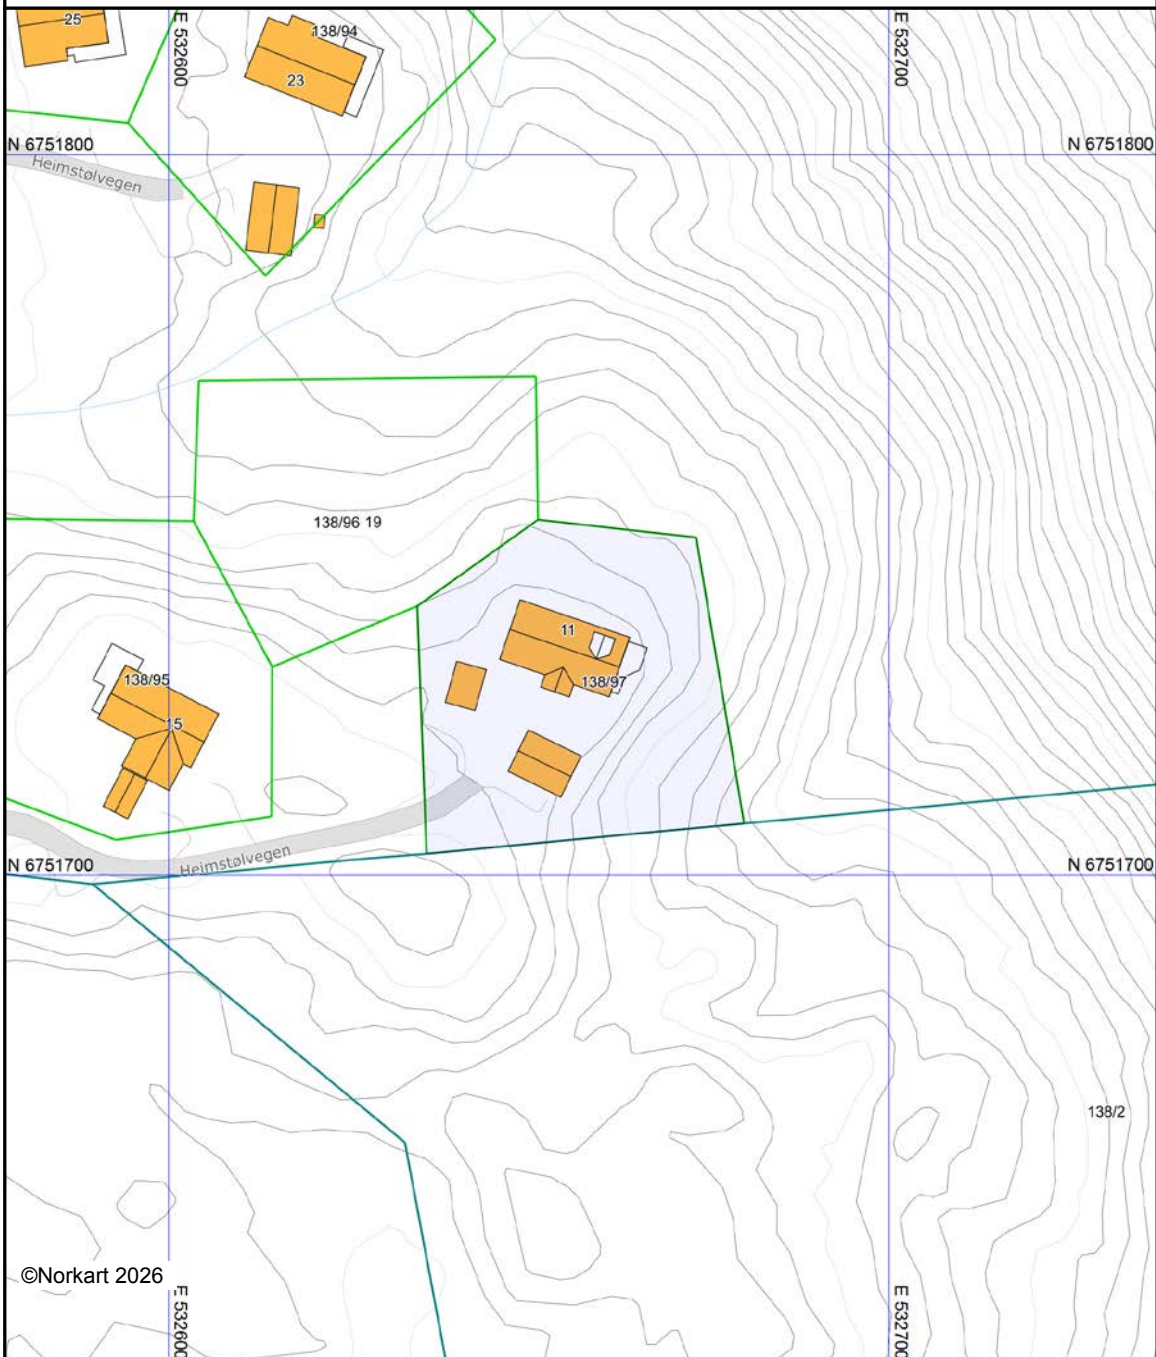 25
138/94
23
E 532600
E 532700
N 6751800
N 6751800
Heimstølvegen
138/96 19
11
138/97
138/95
15
Heimstølvegen
N 6751700
N 6751700
138/2
©Norkart 2026
E 532600
E 532700